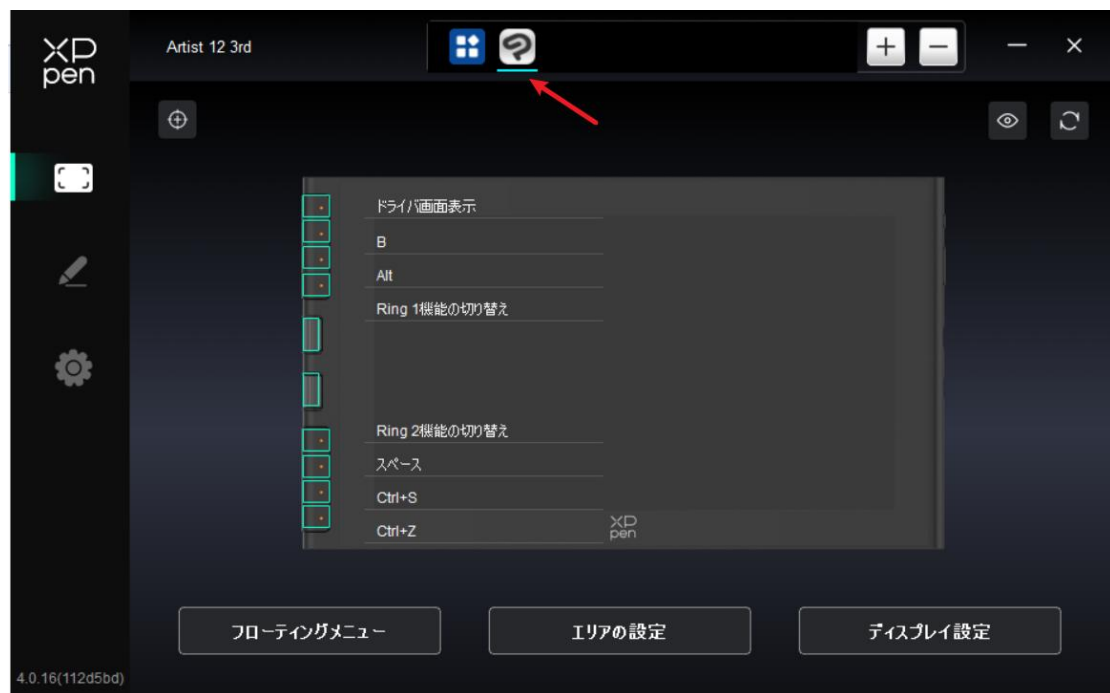 XP
pen
Artist 12 3rd
ドライバ画面表示
B
Alt
Ring 1機能の切り替え
Ring 2機能の切り替え
スペース
Ctrl+S
Ctrl+Z
XP
pen
フローティングメニュー
エリアの設定
ディスプレイ設定
4.0.16(112d5bd)